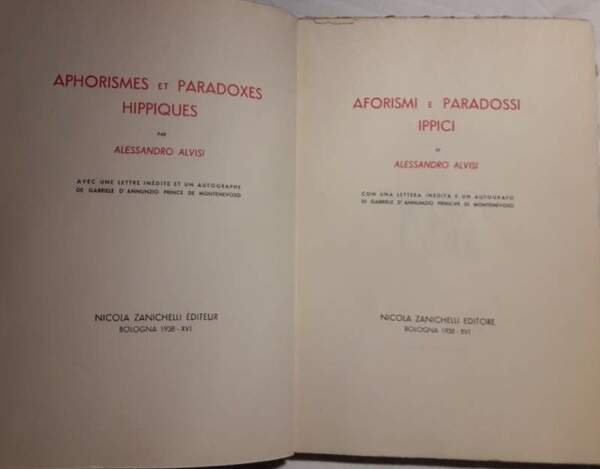 APHORISMES ET PARADOXES
HIPPIQUES
PAR
ALESSANDRO ALVISI
AVEC UNE LETTRE INÉDITE ET UN AUTOGRAPHE
DE GABRIELE D'ANNUNZIO PRINCE DE MONTENEVOSO
NICOLA ZANICHELLI ÉDITEUR
BOLOGNA 1938 - XVI
AFORISMI E PARADOSSI
IPPICI
DI
ALESSANDRO ALVISI
CON UNA LETTERA INEDITA E UN AUTOGRAFO
DI GABRIELE D'ANNUNZIO PRINCIPE DI MONTENEVOSO
NICOLA ZANICHELLI EDITORE
BOLOGNA 1938 - XVI